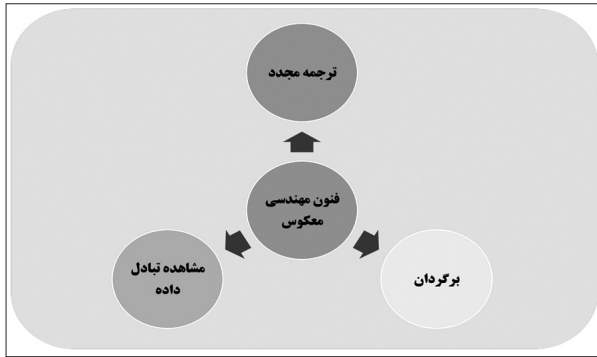 ترجمه مجدد
فنون مهندسی
معکوس
مشاهده تبادل
داده
برگردان